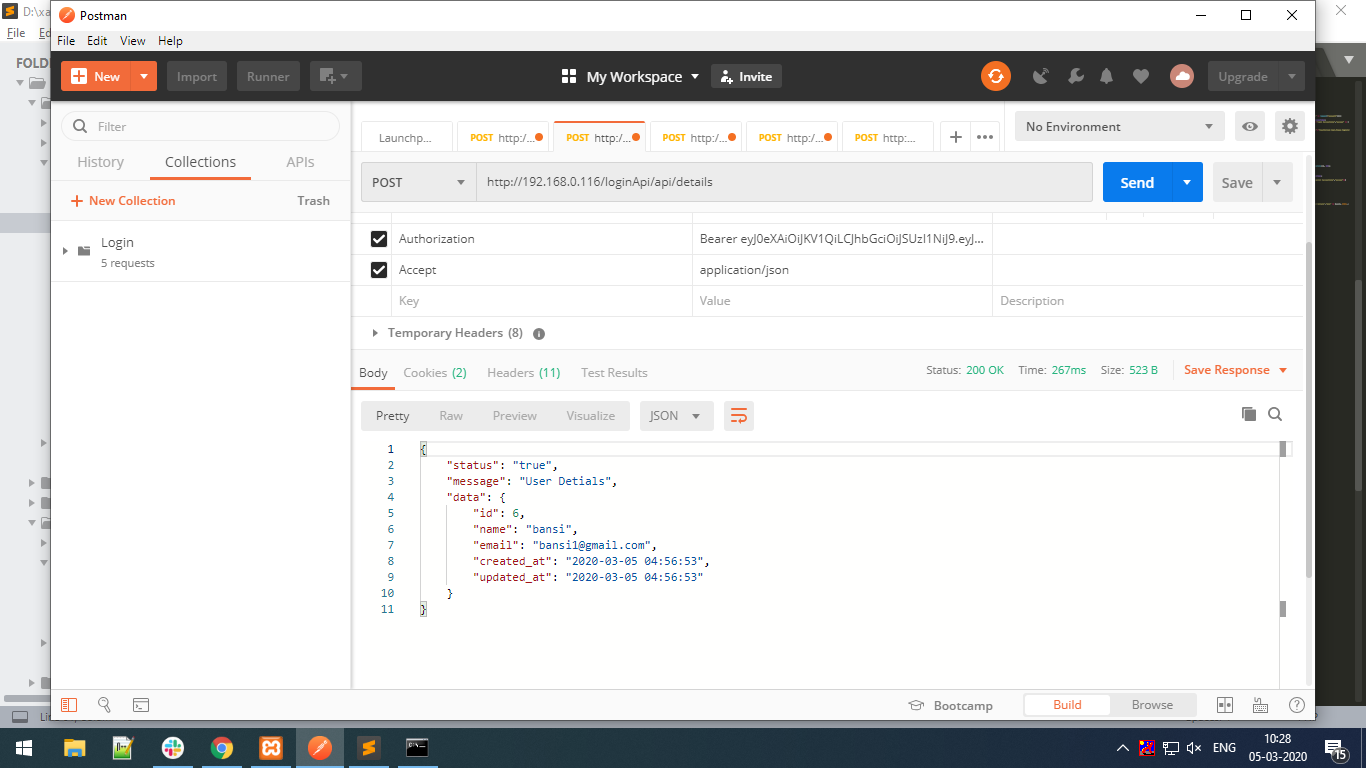 D:\xa
Postman
File
File Edit View Help
FOLD
New
Import
Runner
My Workspace
Invite
Upgrade
Filter
History
Collections
APIs
New Collection
Trash
Login
5 requests
Launchp...
POST http:/...
POST http:/...
POST http:/...
POST http:/...
POST http:...
No Environment
POST
http://192.168.0.116/loginApi/api/details
Send
Save
Authorization
Bearer eyJ0eXAiOiJKV1QiLCJhbGciOiJSUzI1NiJ9.eyJ...
Accept
application/json
Key
Value
Description
Temporary Headers (8)
Body
Cookies (2)
Headers (11)
Test Results
Status: 200 OK
Time: 267ms
Size: 523 B
Save Response
Pretty
Raw
Preview
Visualize
JSON
1 {
2 "status": "true",
3 "message": "User Detials",
4 "data": {
5 "id": 6,
6 "name": "bansi",
7 "email": "bansi1@gmail.com",
8 "created_at": "2020-03-05 04:56:53",
9 "updated_at": "2020-03-05 04:56:53"
10 }
11 }
Bootcamp
Build
Browse
ENG
10:28
05-03-2020
15